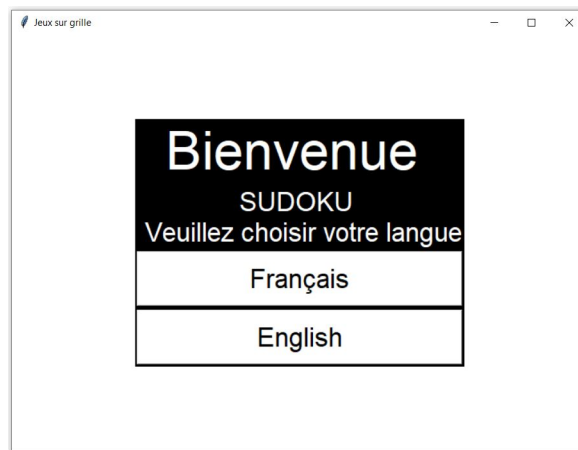 Jeux sur grille
Bienvenue
SUDOKU
Veuillez choisir votre langue
Français
English